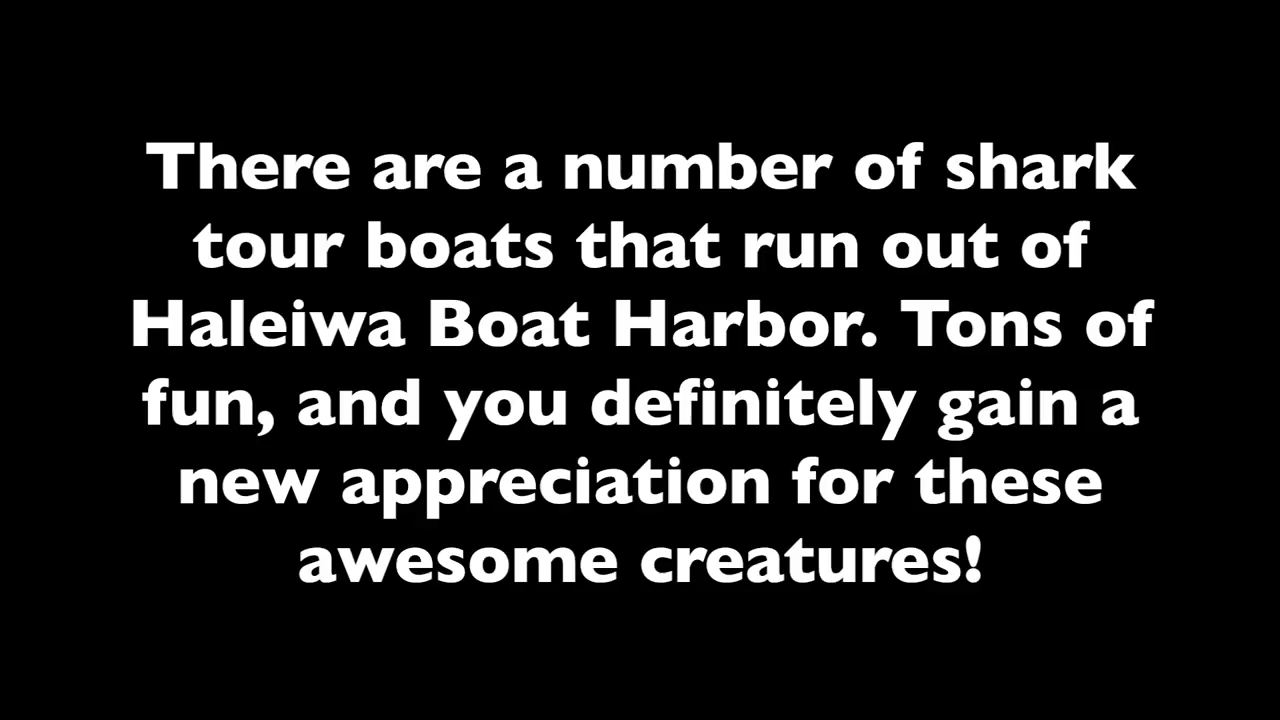 There are a number of shark
tour boats that run out of
Haleiwa Boat Harbor. Tons of
fun, and you definitely gain a
new appreciation for these
awesome creatures!